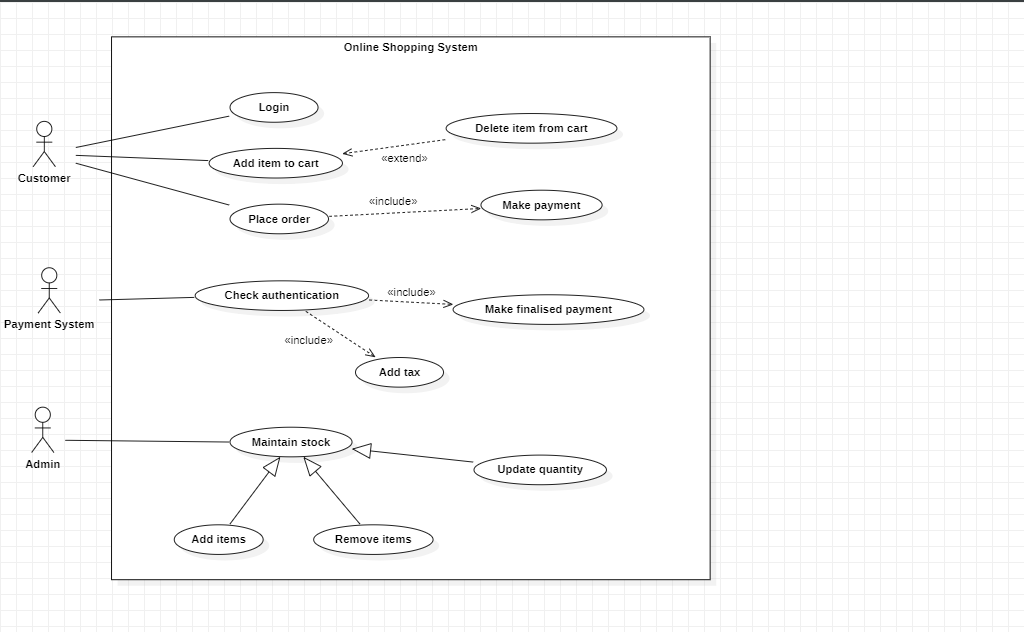 Online Shopping System
Login
Delete item from cart
Add item to cart
«extend»
Customer
«include»
Make payment
Place order
Check authentication
«include»
Make finalised payment
Payment System
«include»
Add tax
Maintain stock
Admin
Update quantity
Add items
Remove items